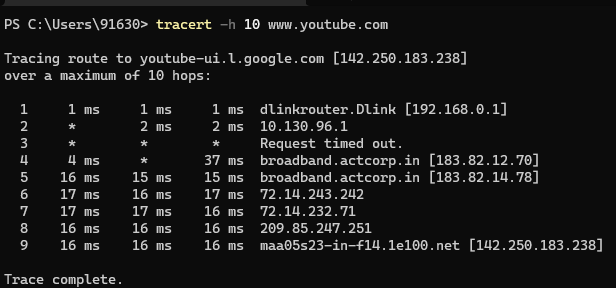 PS C:\Users\91630> tracert -h 10 www.youtube.com
Tracing route to youtube-ui.l.google.com [142.250.183.238]
over a maximum of 10 hops:
1 1 ms 1 ms 1 ms dlinkrouter.Dlink [192.168.0.1]
2 * 2 ms 2 ms 10.130.96.1
3 * * * Request timed out.
4 4 ms * 37 ms broadband.actcorp.in [183.82.12.70]
5 16 ms 15 ms 15 ms broadband.actcorp.in [183.82.14.78]
6 17 ms 16 ms 17 ms 72.14.243.242
7 17 ms 17 ms 16 ms 72.14.232.71
8 16 ms 16 ms 16 ms 209.85.247.251
9 16 ms 16 ms 16 ms maa05s23-in-f14.1e100.net [142.250.183.238]
Trace complete.